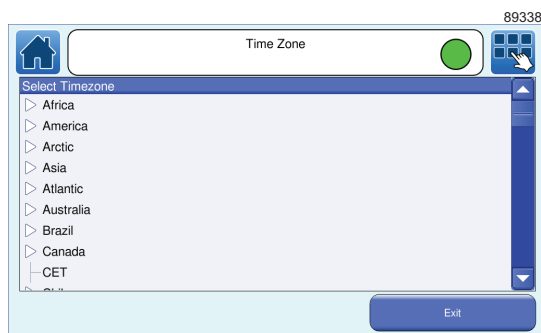 89338
Time Zone
Select Timezone
Africa
America
Arctic
Asia
Atlantic
Australia
Brazil
Canada
CET
Exit